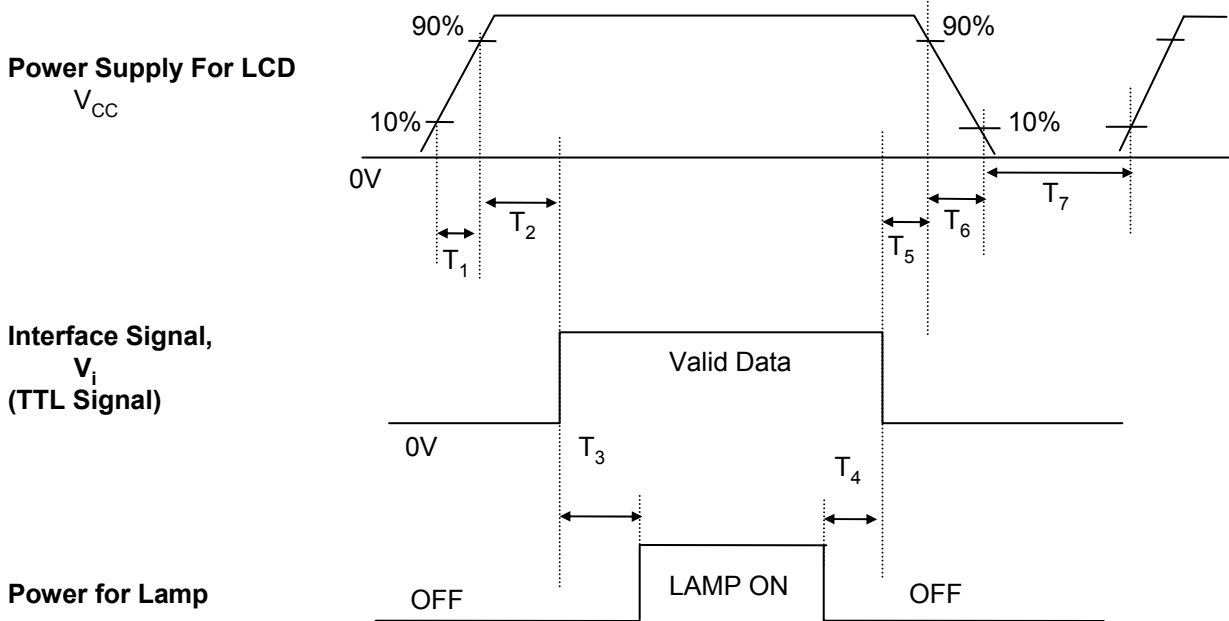 90%
90%
Power Supply For LCD
VCC
10%
10%
0V
T1
T2
T5
T6
T7
Interface Signal,
Vi
(TTL Signal)
Valid Data
0V
T3
T4
Power for Lamp
OFF
LAMP ON
OFF